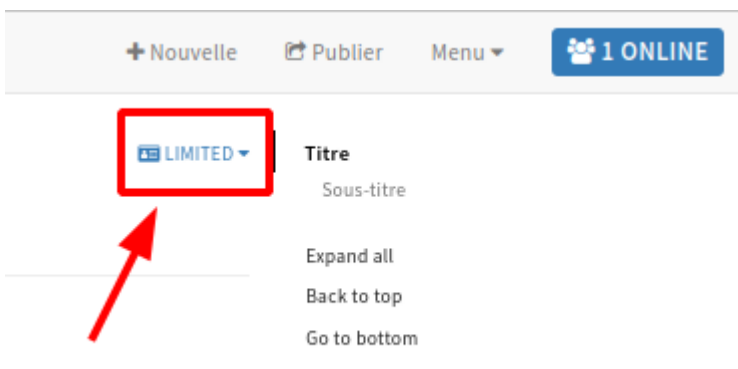 Nouvelle Publier Menu 1 ONLINE
LIMITED
Titre
Sous-titre
Expand all
Back to top
Go to bottom